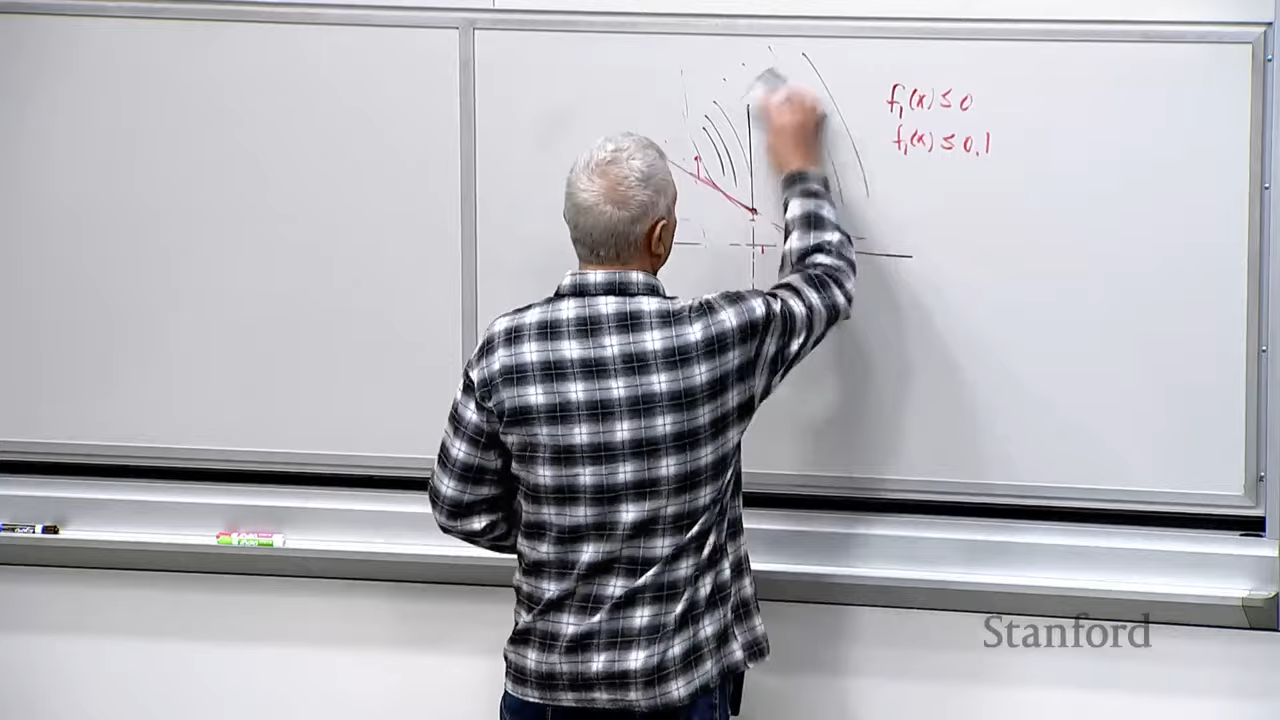 f₁(x) ≤ 0
f₁(x) ≤ 0.1
Stanford